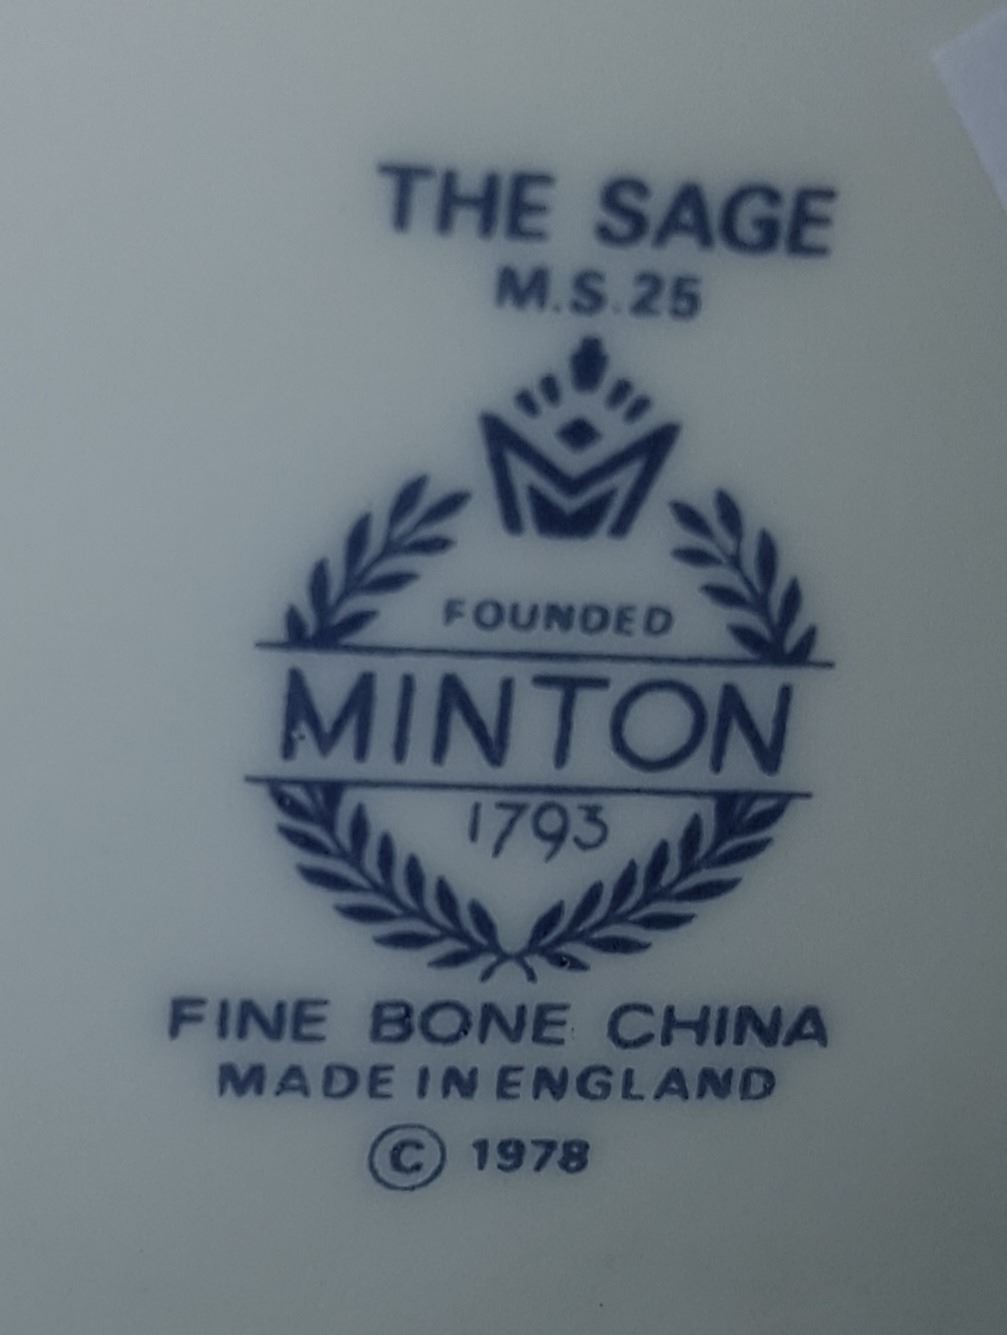 THE SAGE
M.S.25
FOUNDED
MINTON
1793
FINE BONE CHINA
MADE IN ENGLAND
© 1978